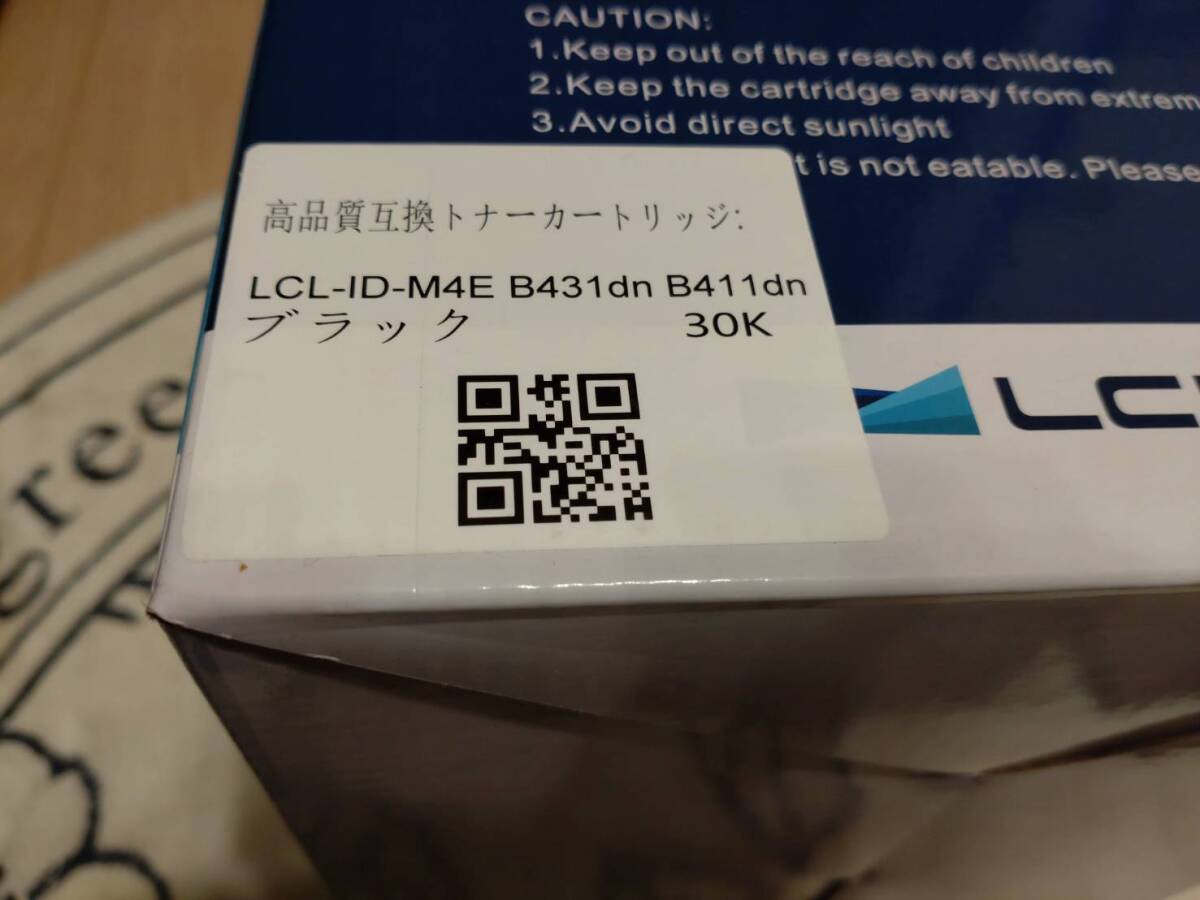 CAUTION:
1.Keep out of the reach of children
2.Keep the cartridge away from extrem
3.Avoid direct sunlight
t is not eatable. Please
高品質互換トナーカートリッジ:
LCL-ID-M4E B431dn B411dn
ブラック 30K
LC
gree